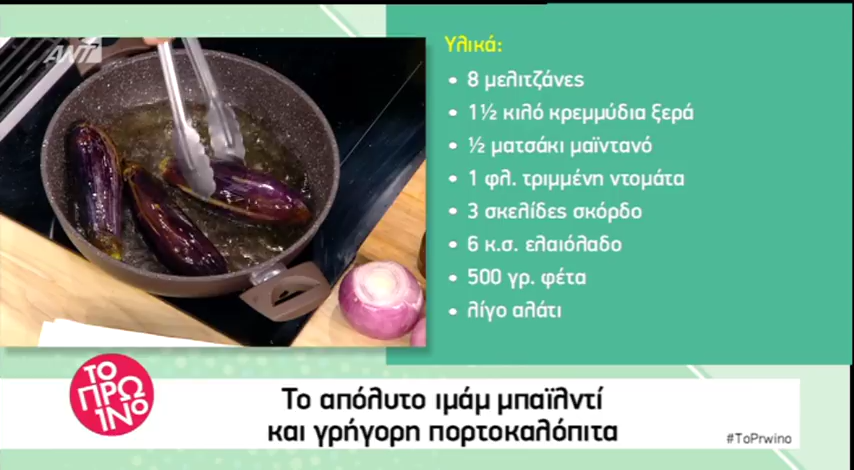 ANT1
Υλικά:
• 8 μελιτζάνες
• 1½ κιλό κρεμμύδια ξερά
• ½ ματσάκι μαϊντανό
• 1 φλ. τριμμένη ντομάτα
• 3 σκελίδες σκόρδο
• 6 κ.σ. ελαιόλαδο
• 500 γρ. φέτα
• λίγο αλάτι
ΤΟ
ΠΡΩ
ΙΝΟ
Το απόλυτο ιμάμ μπαϊλντί
και γρήγορη πορτοκαλόπιτα
#ToPrwino